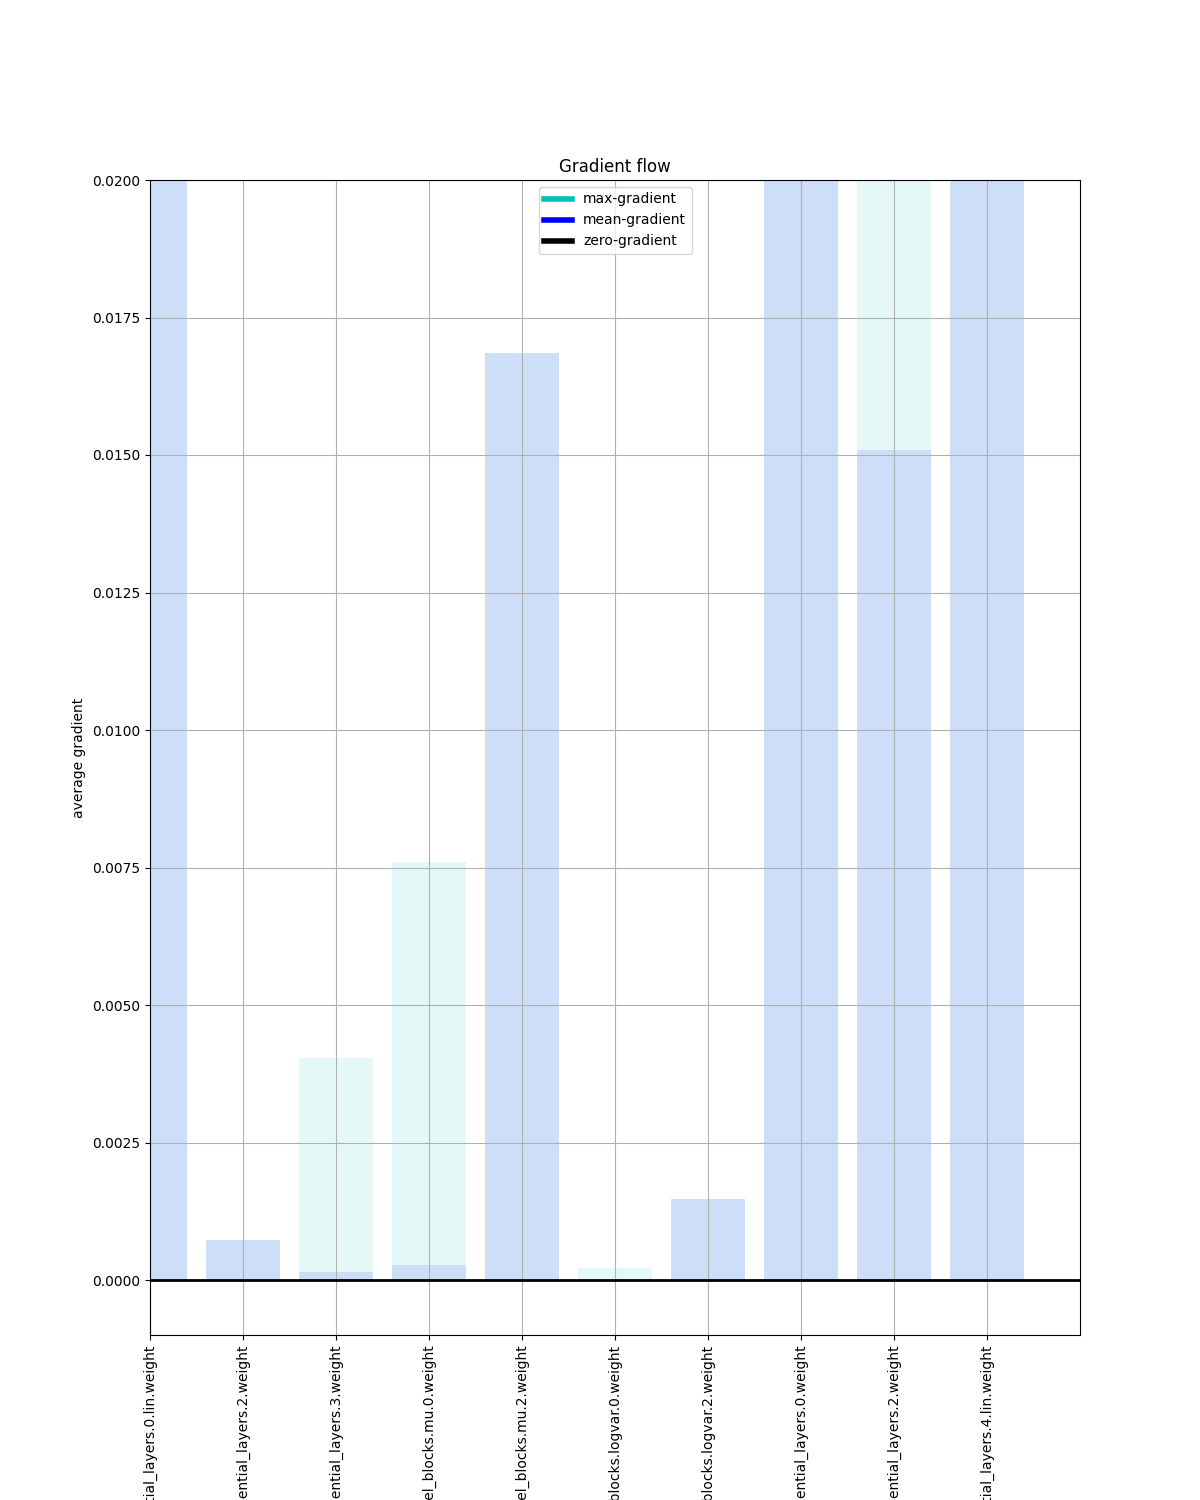 Gradient flow
max-gradient
mean-gradient
zero-gradient
average gradient
0.0200
0.0175
0.0150
0.0125
0.0100
0.0075
0.0050
0.0025
0.0000
tial_layers.0.lin.weight
ential_layers.2.weight
ential_layers.3.weight
el_blocks.mu.0.weight
el_blocks.mu.2.weight
blocks.logvar.0.weight
blocks.logvar.2.weight
ential_layers.0.weight
ential_layers.2.weight
tial_layers.4.lin.weight